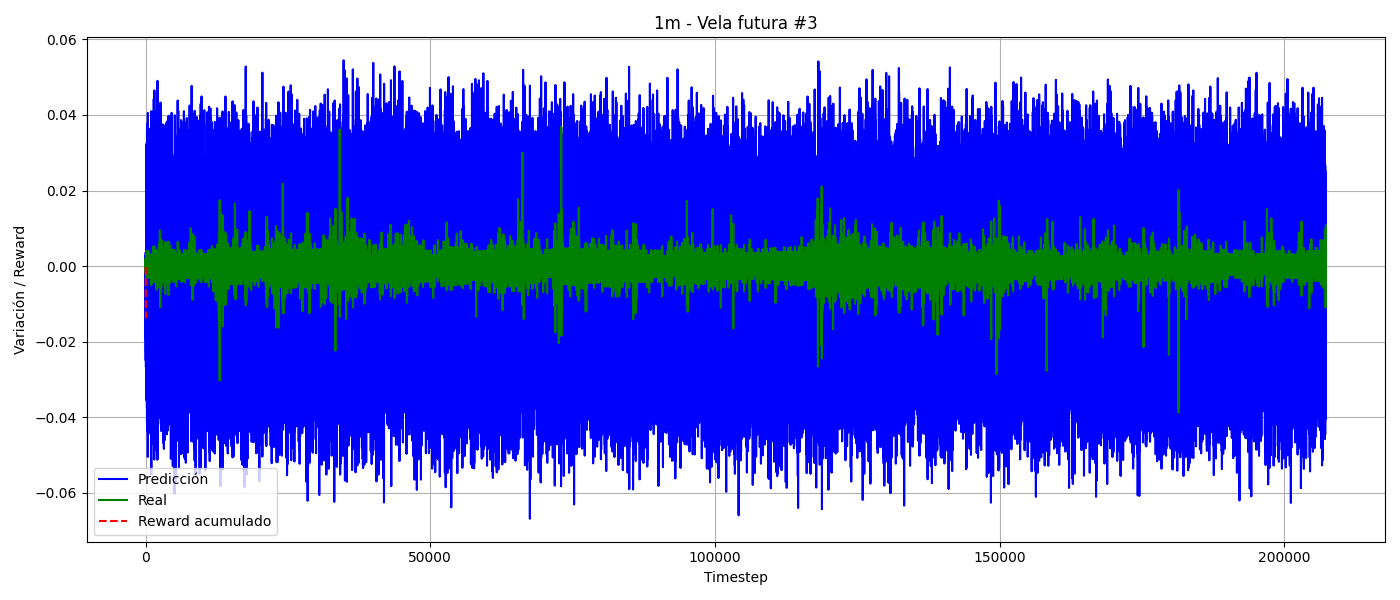 1m - Vela futura #3
0.06
0.04
0.02
0.00
−0.02
−0.04
−0.06
Variación / Reward
Predicción
Real
Reward acumulado
0
50000
100000
150000
200000
Timestep